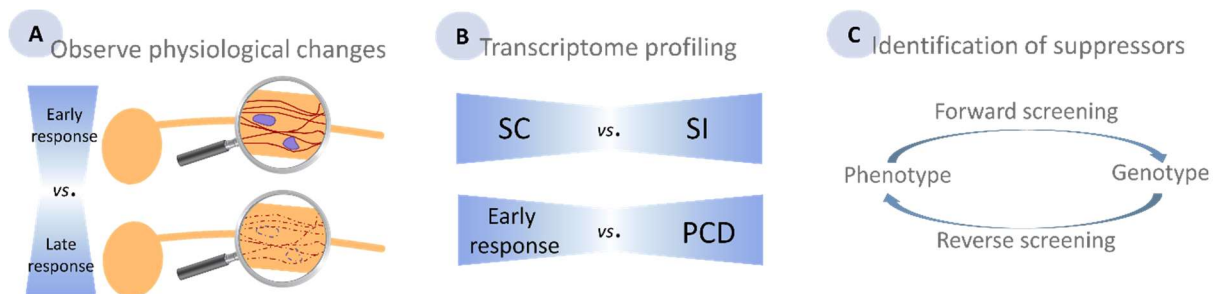 A
Observe physiological changes
Early
response
vs.
Late
response
B
Transcriptome profiling
SC vs. SI
Early
response
vs. PCD
C
Identification of suppressors
Forward screening
Phenotype
Genotype
Reverse screening